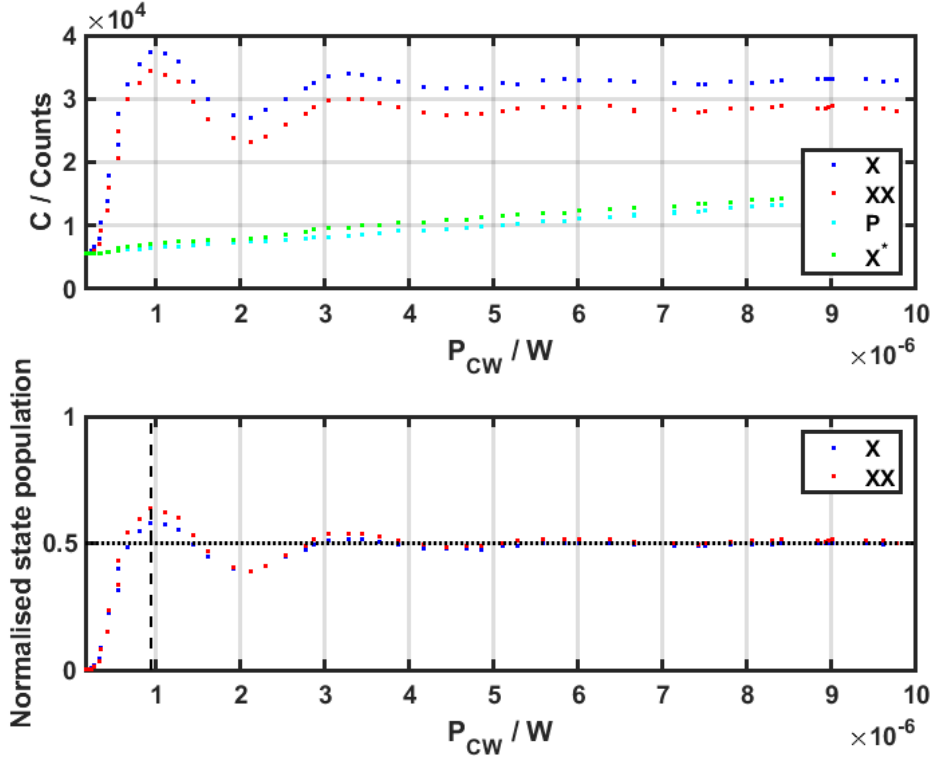 ×10⁴
4
3
2
1
0
C / Counts
X
XX
P
X*
1 2 3 4 5 6 7 8 9 10
P_CW / W
×10⁻⁶
Normalised state population
1
0.5
0
X
XX
1 2 3 4 5 6 7 8 9 10
P_CW / W
×10⁻⁶